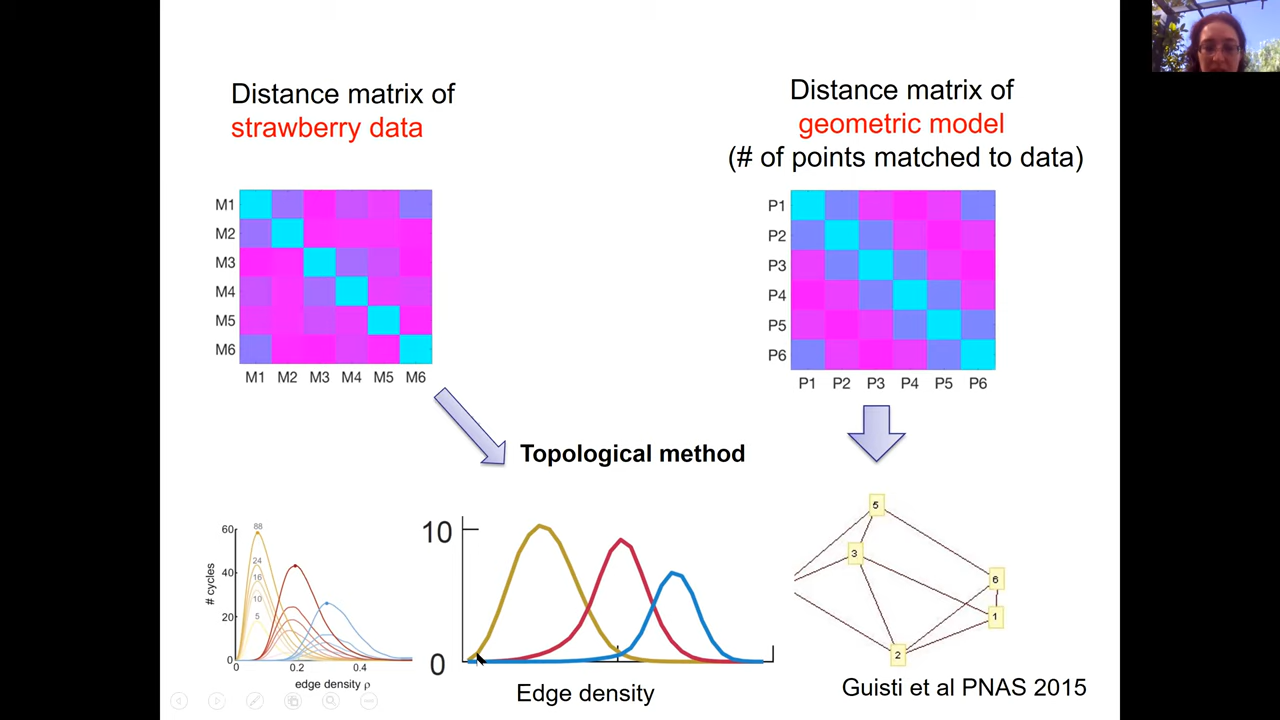 Distance matrix of
strawberry data
Distance matrix of
geometric model
(# of points matched to data)
M1
M2
M3
M4
M5
M6
M1 M2 M3 M4 M5 M6
P1
P2
P3
P4
P5
P6
P1 P2 P3 P4 P5 P6
Topological method
60
40
20
0
# cycles
88
24
16
10
5
0 0.2 0.4
edge density ρ
10
0
Edge density
5
3
6
1
2
Guisti et al PNAS 2015